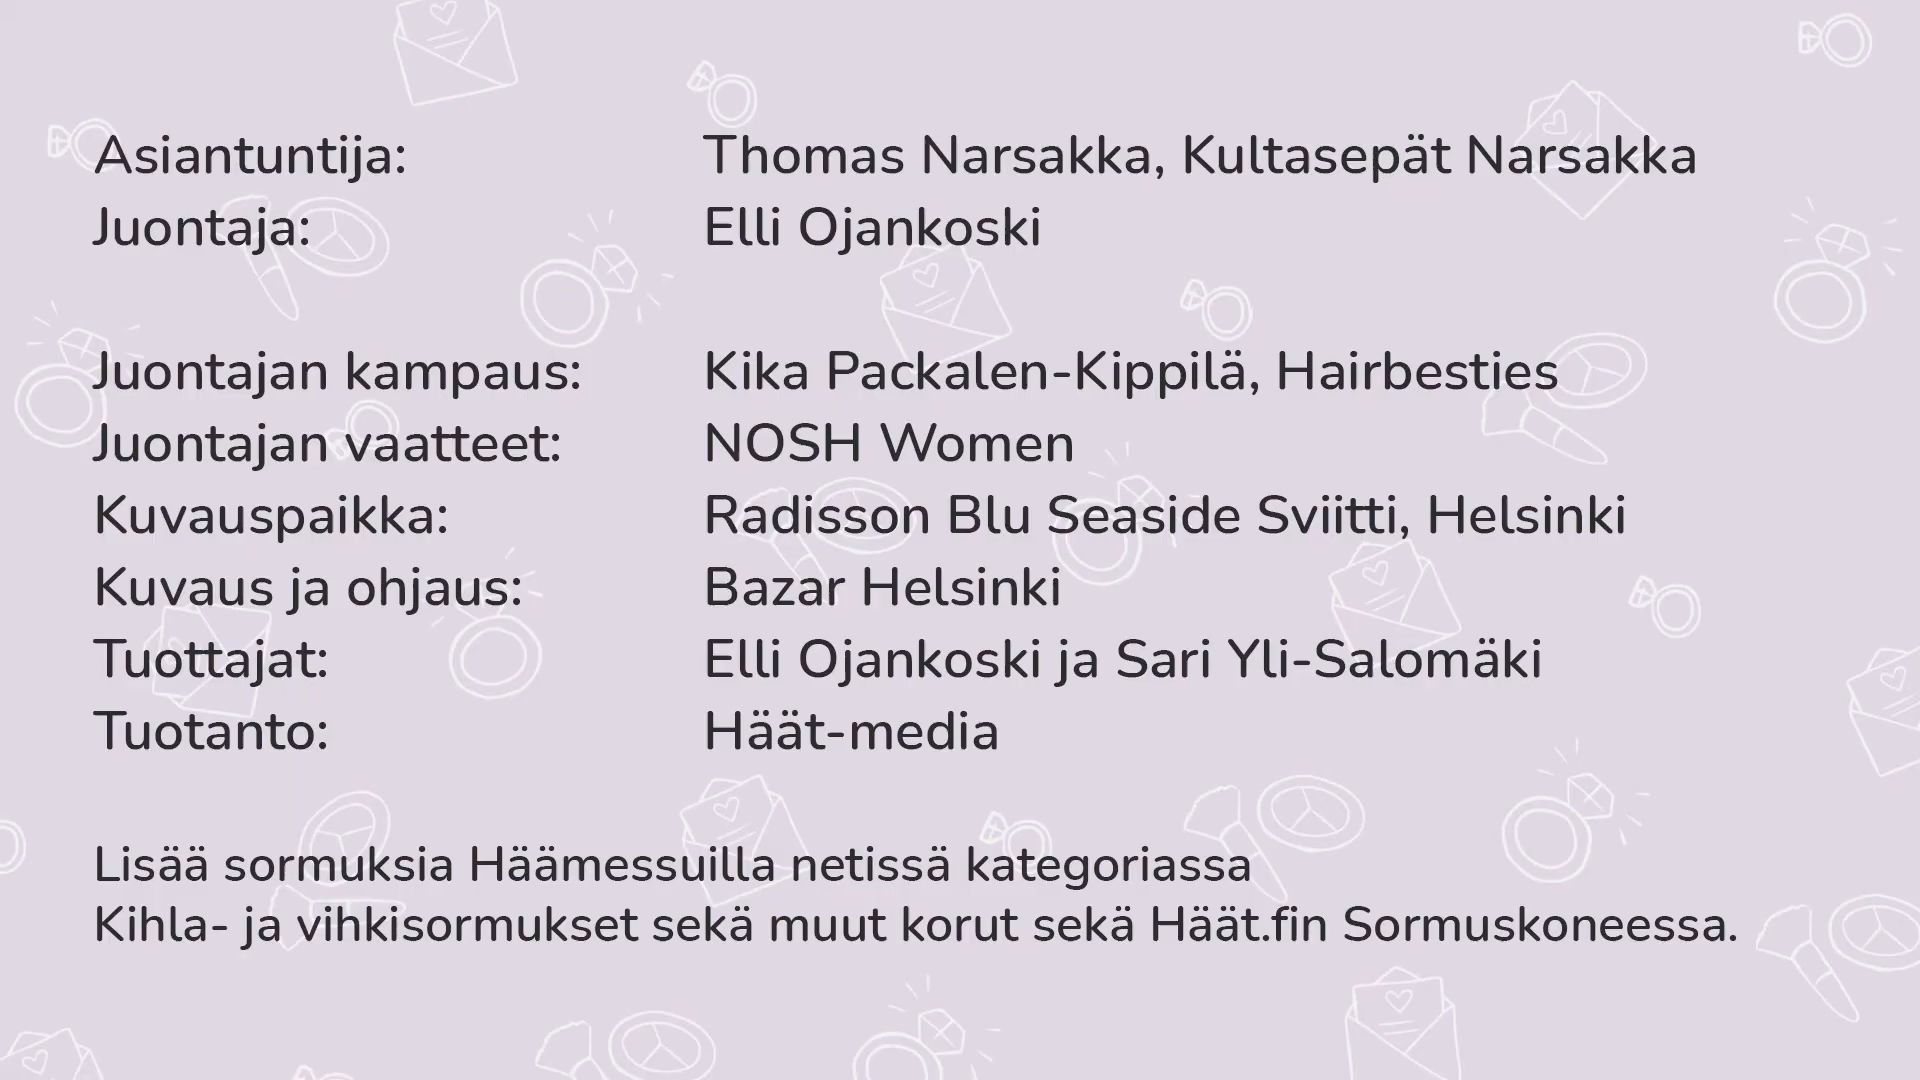 Asiantuntija: Thomas Narsakka, Kultasepät Narsakka
Juontaja: Elli Ojankoski
Juontajan kampaus: Kika Packalen-Kippilä, Hairbesties
Juontajan vaatteet: NOSH Women
Kuvauspaikka: Radisson Blu Seaside Sviitti, Helsinki
Kuvaus ja ohjaus: Bazar Helsinki
Tuottajat: Elli Ojankoski ja Sari Yli-Salomäki
Tuotanto: Häät-media
Lisää sormuksia Häämessuilla netissä kategoriassa
Kihla- ja vihkisormukset sekä muut korut sekä Häät.fin Sormuskoneessa.